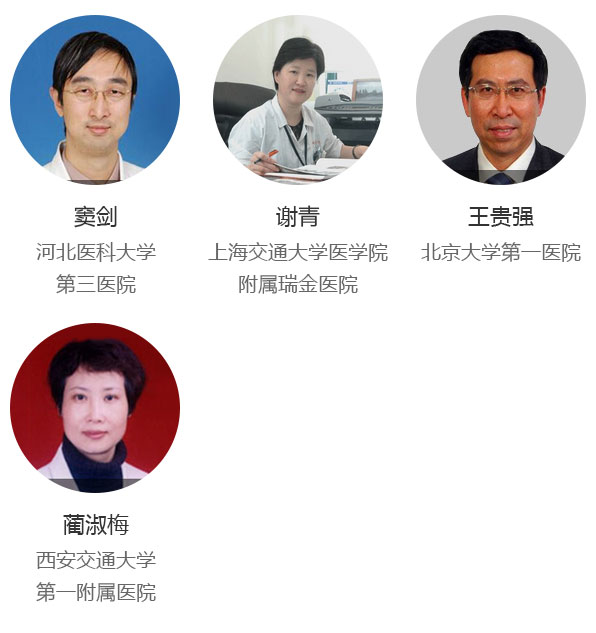 窦剑
河北医科大学
第三医院
谢青
上海交通大学医学院
附属瑞金医院
王贵强
北京大学第一医院
蔺淑梅
西安交通大学
第一附属医院